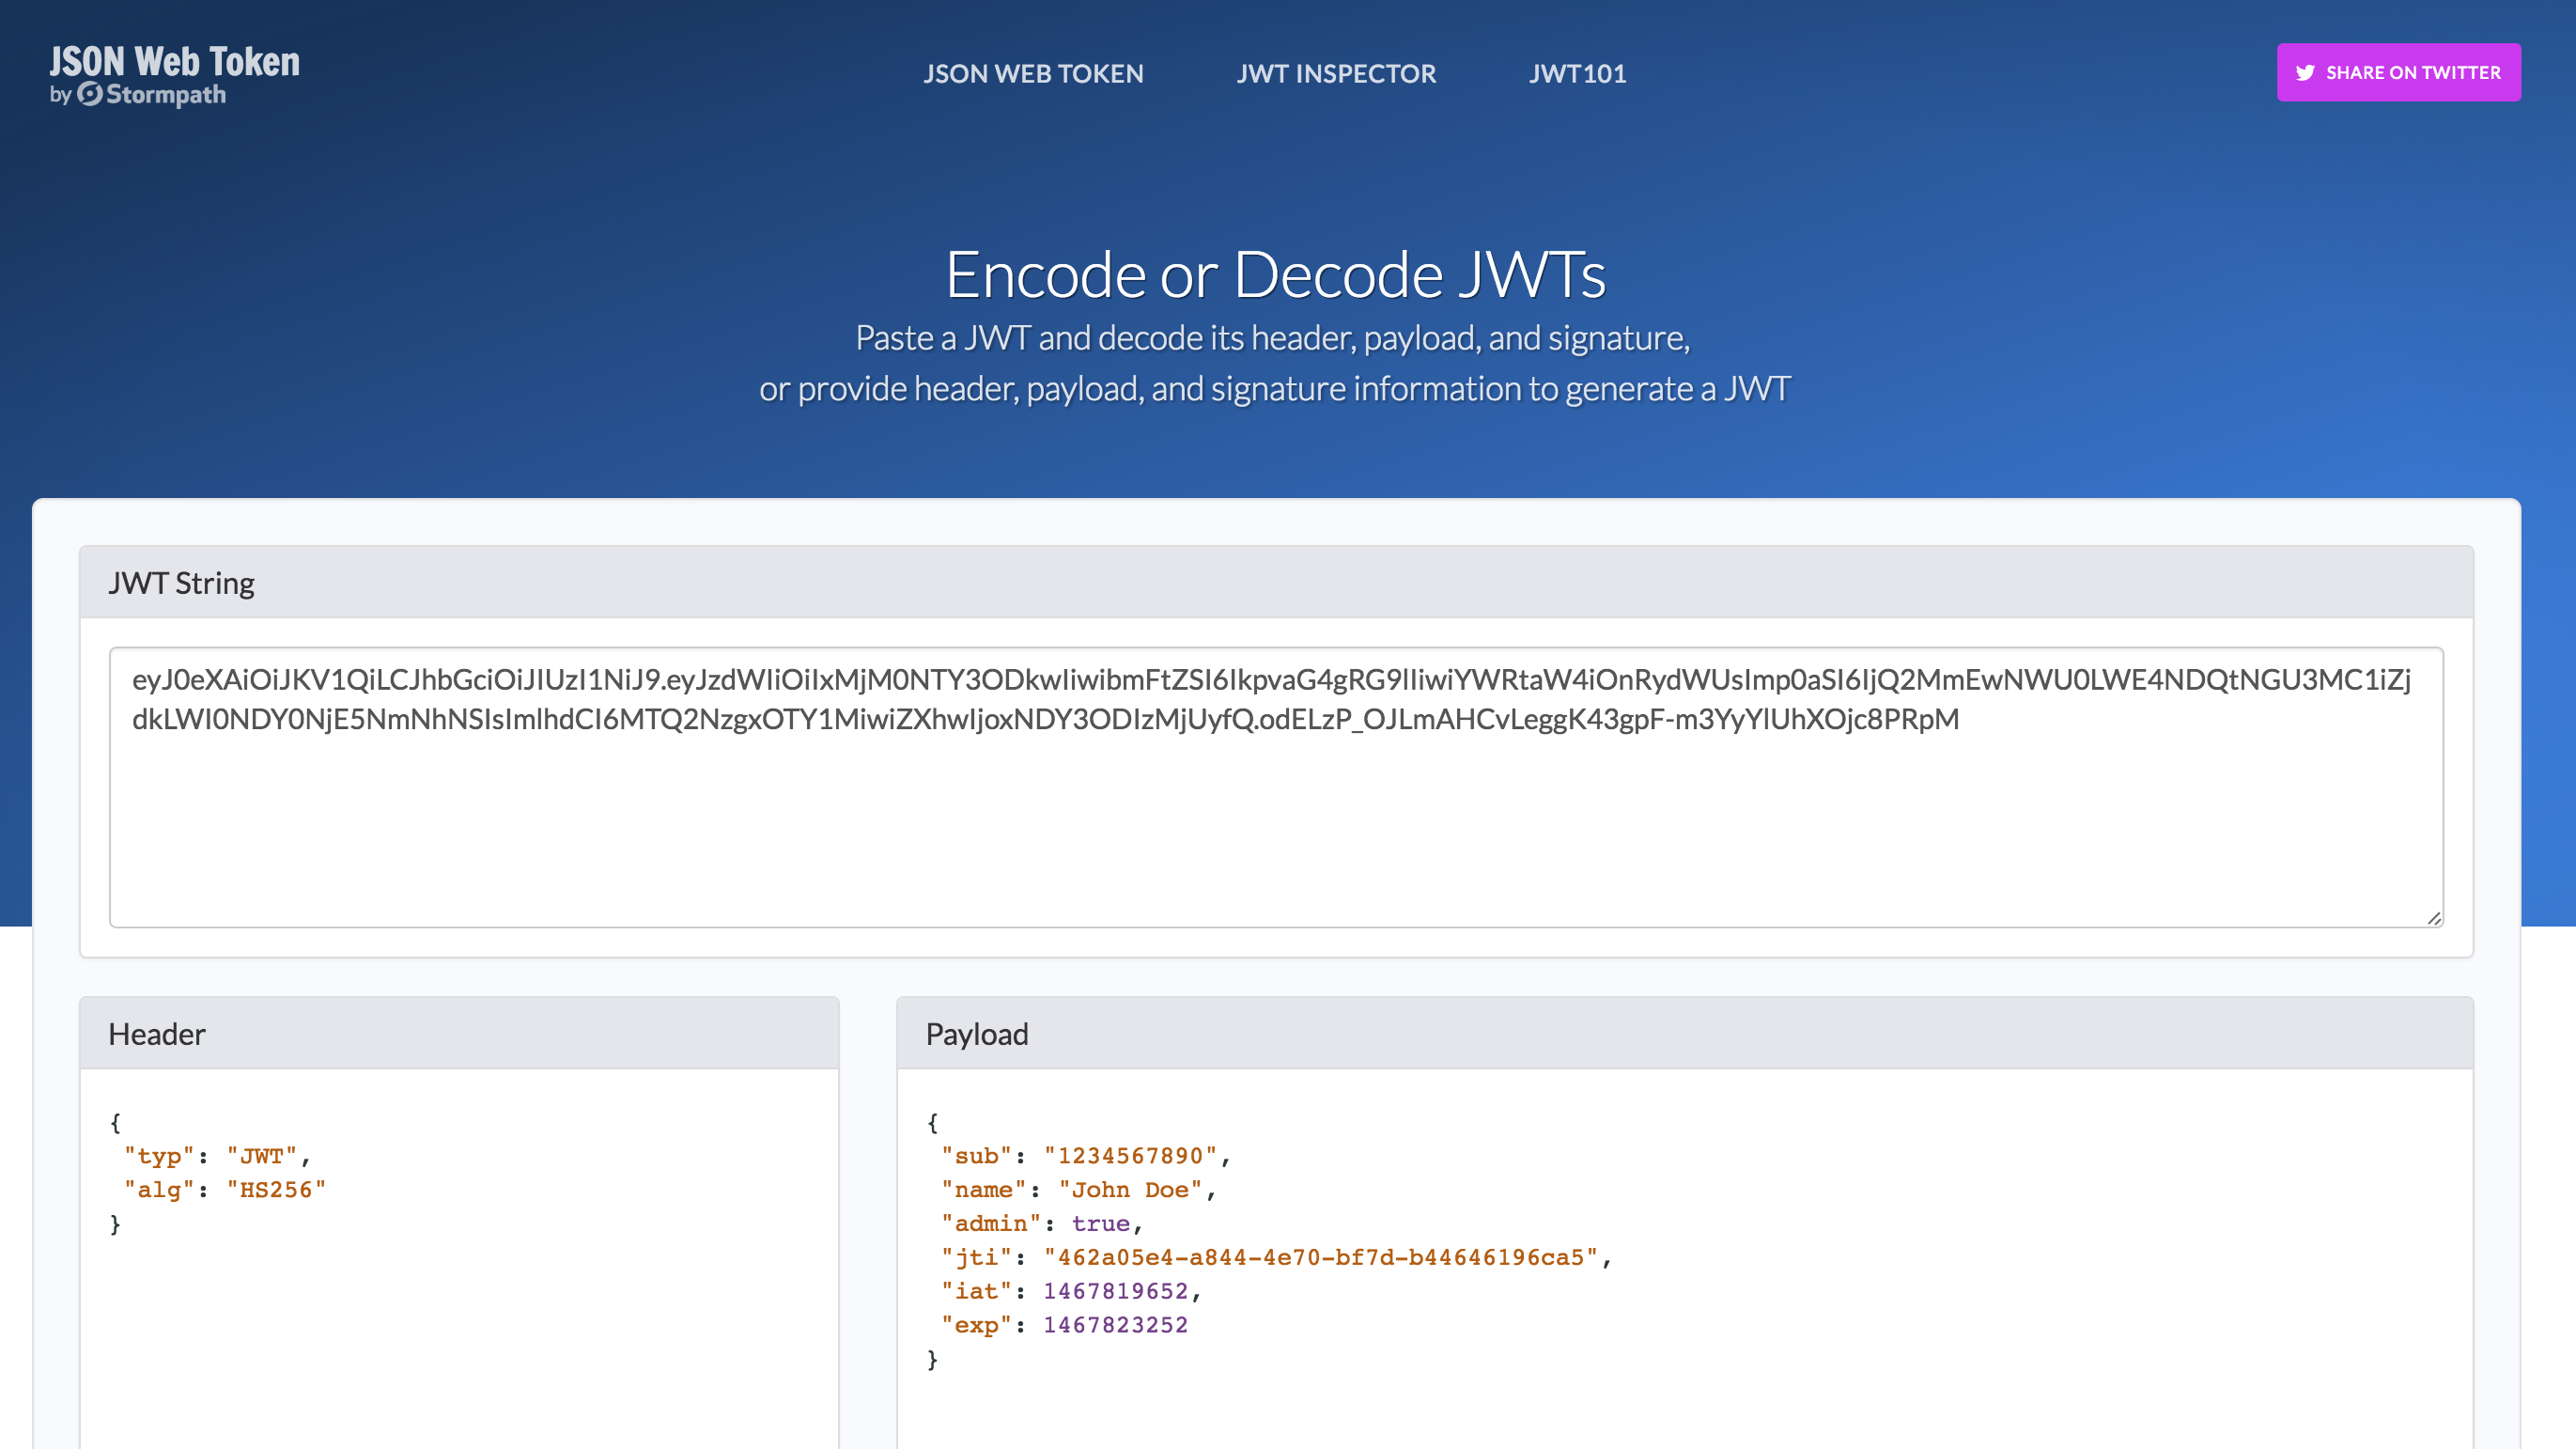 JSON Web Token
by Stormpath
JSON WEB TOKEN
JWT INSPECTOR
JWT101
SHARE ON TWITTER
Encode or Decode JWTs
Paste a JWT and decode its header, payload, and signature,
or provide header, payload, and signature information to generate a JWT
JWT String
eyJ0eXAiOiJKV1QiLCJhbGciOiJIUzI1NiJ9.eyJzdWIiOiIxMjM0NTY3ODkwIiwibmFtZSI6IkpvaG4gRG9lIiwiYWRtaW4iOnRydWUsImp0aSI6IjQ2MmEwNWU0LWE4NDQtNGU3MC1iZj
dkLWI0NDY0NjE5NmNhNSIsImlhdCI6MTQ2NzgxOTY1MiwiZXhwIjoxNDY3ODIzMjUyfQ.odELzP_OJLmAHCvLeggK43gpF-m3YyYlUhXOjc8PRpM
Header
{
"typ": "JWT",
"alg": "HS256"
}
Payload
{
"sub": "1234567890",
"name": "John Doe",
"admin": true,
"jti": "462a05e4-a844-4e70-bf7d-b44646196ca5",
"iat": 1467819652,
"exp": 1467823252
}